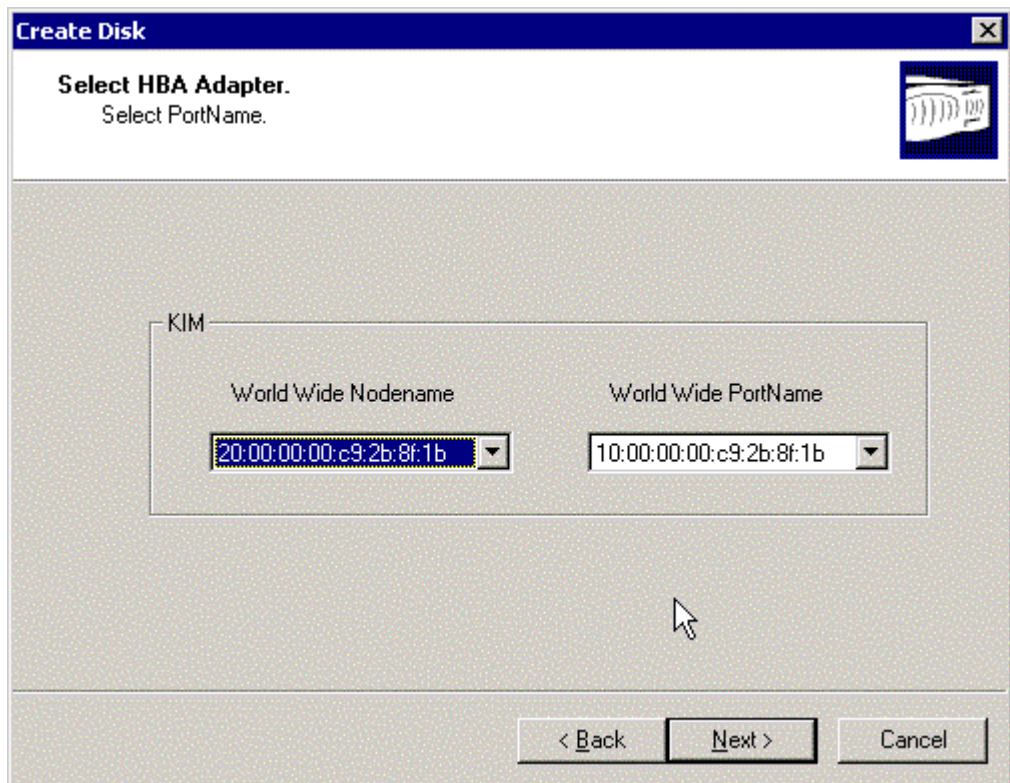 Create Disk
Select HBA Adapter.
Select PortName.
KIM
World Wide Nodename World Wide PortName
20:00:00:00:c9:2b:8f:1b 10:00:00:00:c9:2b:8f:1b
< Back Next > Cancel